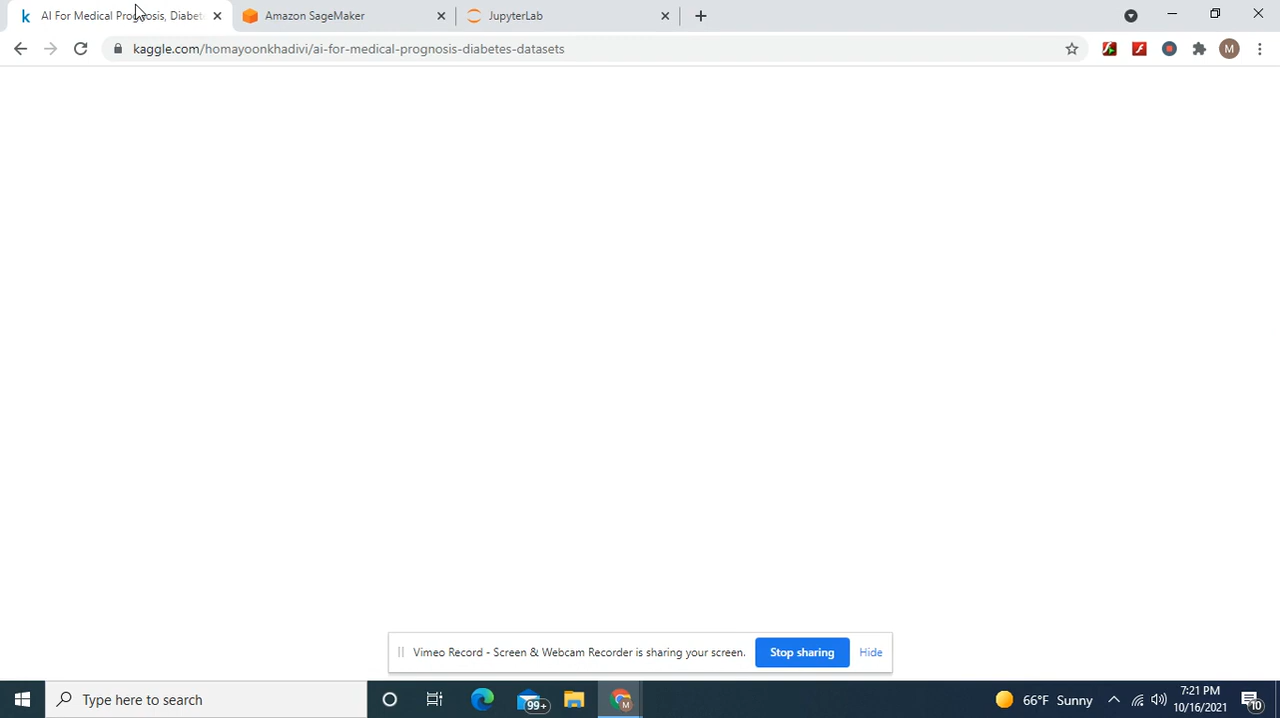 AI For Medical Prognosis, Diabet
Amazon SageMaker
JupyterLab
kaggle.com/homayoonkhadivi/ai-for-medical-prognosis-diabetes-datasets
M
Vimeo Record - Screen & Webcam Recorder is sharing your screen.
Stop sharing
Hide
Type here to search
99+
M
66°F Sunny
7:21 PM
10/16/2021
10